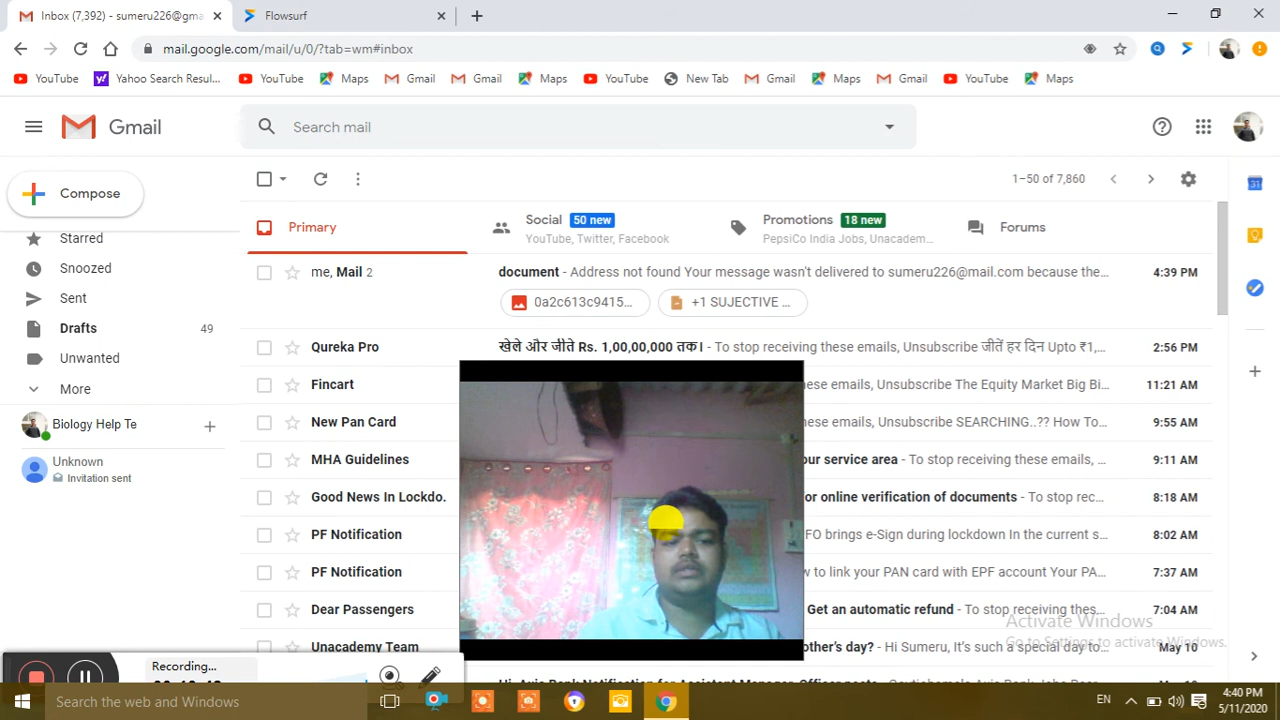 Inbox (7,392) - sumeru226@gma
Flowsurf
mail.google.com/mail/u/0/?tab=wm#inbox
YouTube Yahoo Search Resul... YouTube Maps Gmail Gmail Maps YouTube New Tab Gmail Maps Gmail YouTube Maps
Gmail
Search mail
Compose
1–50 of 7,860
Primary
Social 50 new
YouTube, Twitter, Facebook
Promotions 18 new
PepsiCo India Jobs, Unacadem...
Forums
Starred
Snoozed
Sent
Drafts 49
Unwanted
More
Biology Help Te
Unknown
Invitation sent
me, Mail 2 document - Address not found Your message wasn't delivered to sumeru226@mail.com because the... 4:39 PM
0a2c613c9415... +1 SUJECTIVE ...
Qureka Pro खेले और जीते Rs. 1,00,00,000 तक। - To stop receiving these emails, Unsubscribe जीतें हर दिन Upto ₹1,... 2:56 PM
Fincart these emails, Unsubscribe The Equity Market Big Bi... 11:21 AM
New Pan Card these emails, Unsubscribe SEARCHING..?? How To... 9:55 AM
MHA Guidelines our service area - To stop receiving these emails, ... 9:11 AM
Good News In Lockdo. for online verification of documents - To stop rec... 8:18 AM
PF Notification FO brings e-Sign during lockdown In the current s... 8:02 AM
PF Notification w to link your PAN card with EPF account Your PA... 7:37 AM
Dear Passengers Get an automatic refund - To stop receiving thes... 7:04 AM
Unacademy Team other's day? - Hi Sumeru, It's such a special day to May 10
Activate Windows
Go to Settings to activate Windows.
Recording...
Search the web and Windows
EN
4:40 PM
5/11/2020